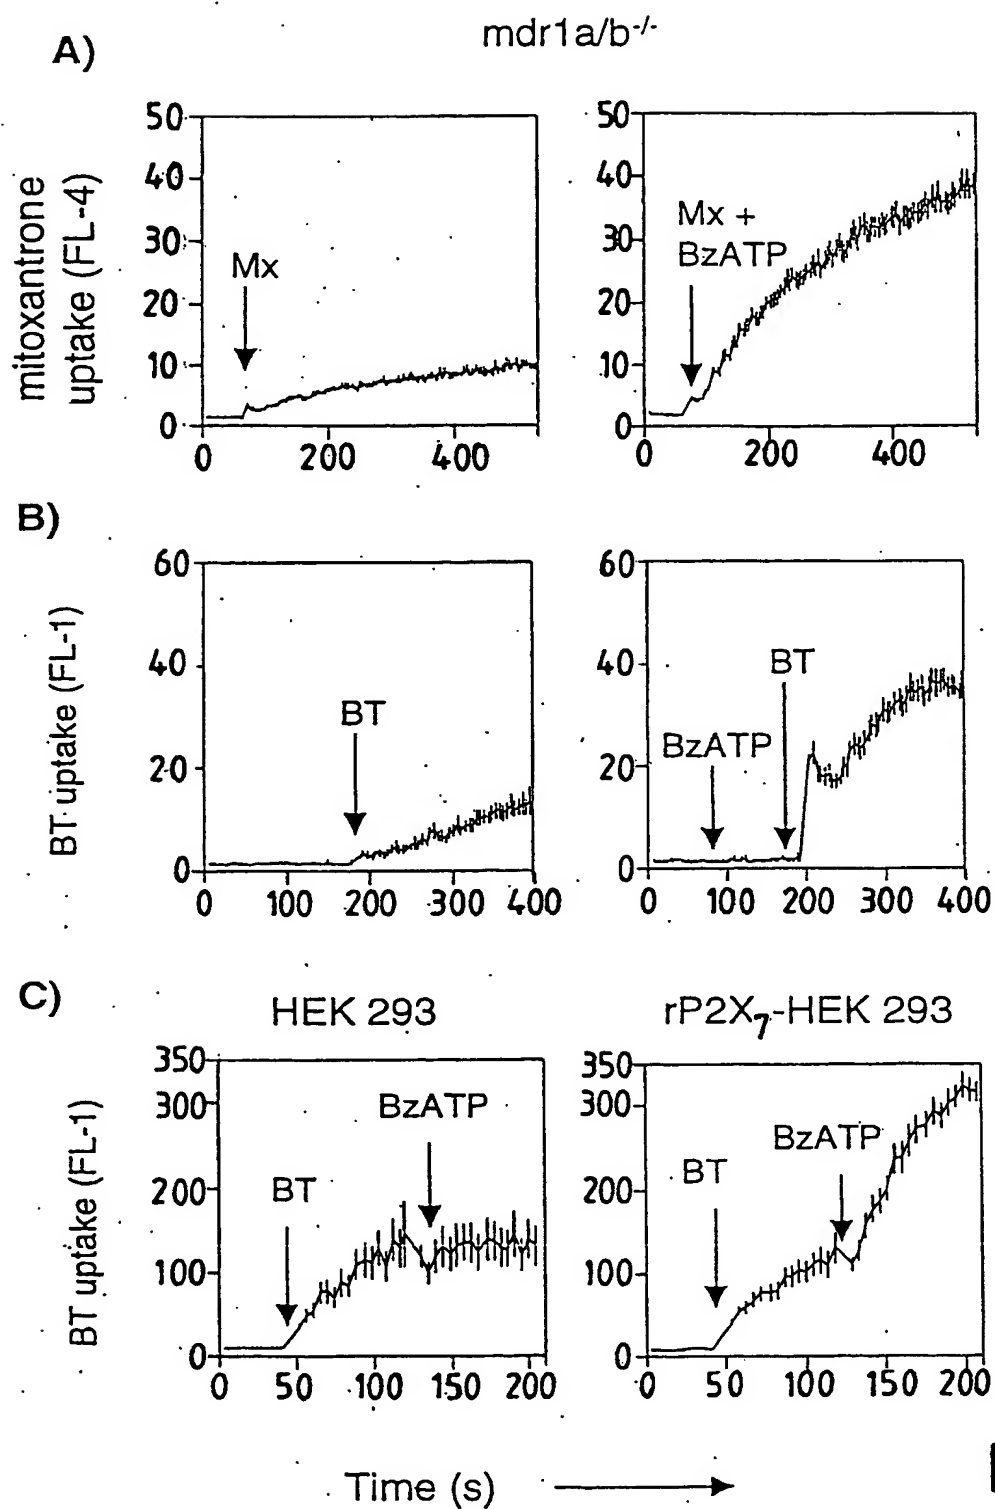 mdr1a/b-/-
A)
mitoxantrone
uptake (FL-4)
50
40
30
20
10
0
Mx
0 200 400
50
40
30
20
10
0
Mx +
BzATP
0 200 400
B)
BT uptake (FL-1)
60
40
20
0
BT
0 100 200 300 400
60
40
20
0
BT
BzATP
0 100 200 300 400
C)
HEK 293
BT uptake (FL-1)
350
300
200
100
0
BzATP
BT
0 50 100 150 200
rP2X7-HEK 293
350
300
200
100
0
BzATP
BT
0 50 100 150 200
Time (s)